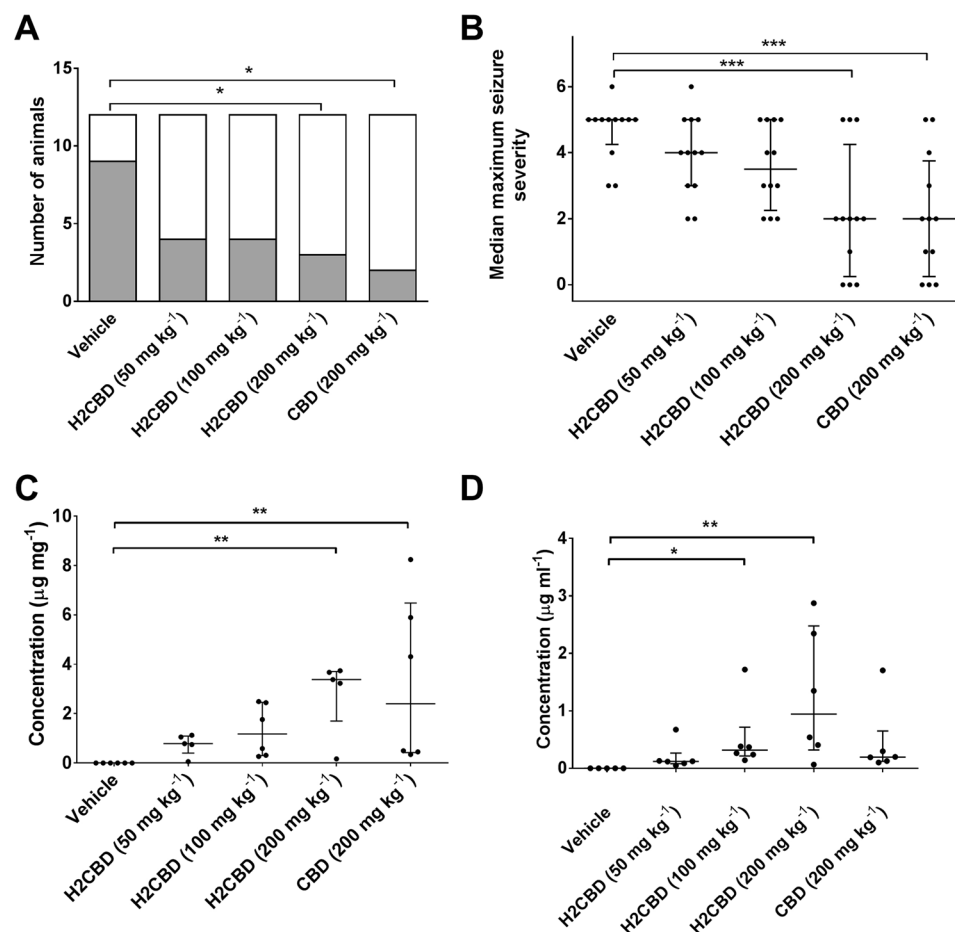 A
Number of animals
15
10
5
0
*
*
Vehicle
H2CBD (50 mg kg⁻¹)
H2CBD (100 mg kg⁻¹)
H2CBD (200 mg kg⁻¹)
CBD (200 mg kg⁻¹)
B
Median maximum seizure
severity
6
4
2
0
***
***
Vehicle
H2CBD (50 mg kg⁻¹)
H2CBD (100 mg kg⁻¹)
H2CBD (200 mg kg⁻¹)
CBD (200 mg kg⁻¹)
C
Concentration (µg mg⁻¹)
10
8
6
4
2
0
**
**
Vehicle
H2CBD (50 mg kg⁻¹)
H2CBD (100 mg kg⁻¹)
H2CBD (200 mg kg⁻¹)
CBD (200 mg kg⁻¹)
D
Concentration (µg ml⁻¹)
4
3
2
1
0
**
*
Vehicle
H2CBD (50 mg kg⁻¹)
H2CBD (100 mg kg⁻¹)
H2CBD (200 mg kg⁻¹)
CBD (200 mg kg⁻¹)